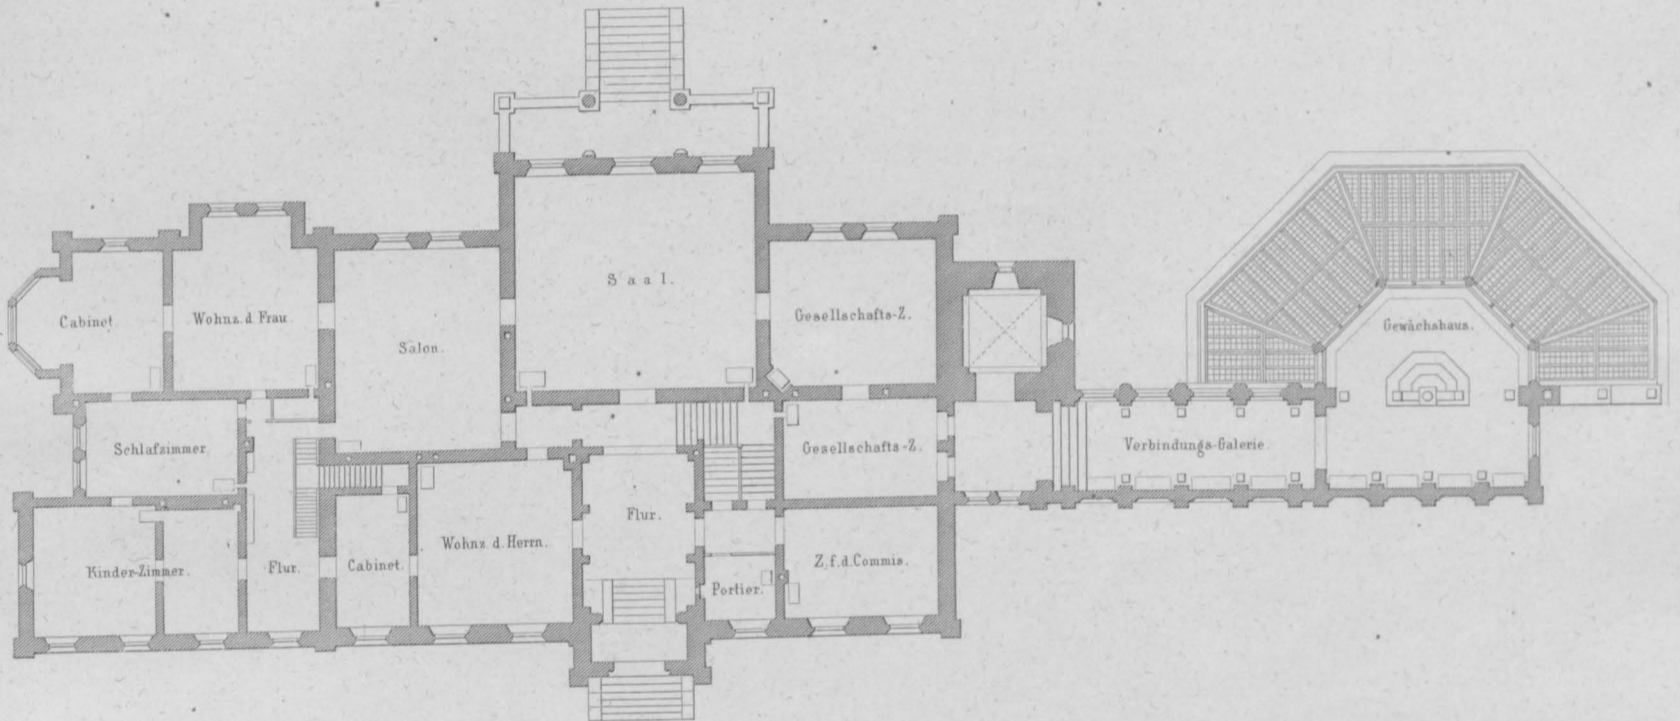 Saal.
Cabinet.
Wohnz. d. Frau.
Salon.
Gesellschafts-Z.
Gewächshaus.
Schlafzimmer.
Gesellschafts-Z.
Verbindungs-Galerie.
Kinder-Zimmer.
Flur.
Cabinet.
Wohnz. d. Herrn.
Flur.
Portier.
Z. f. d. Commis.